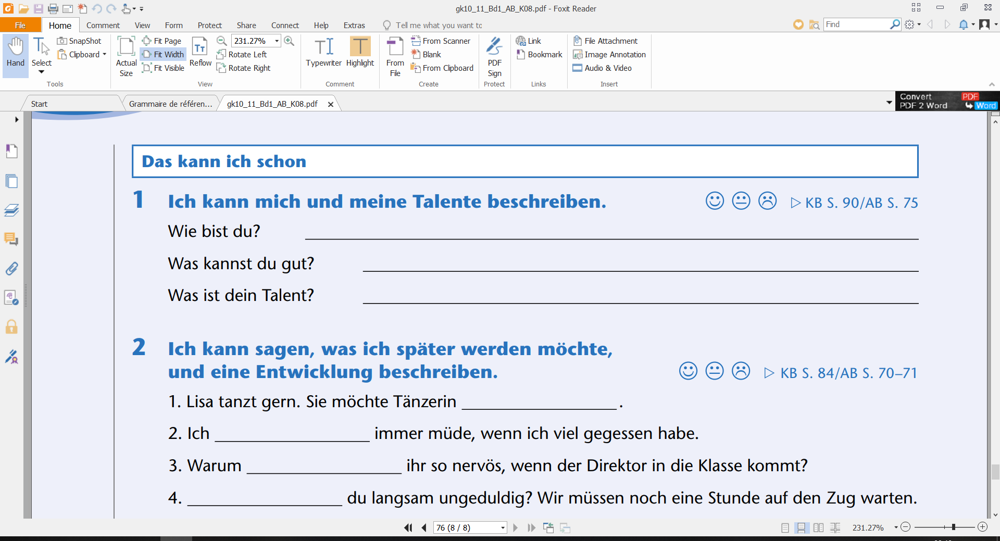 gk10_11_Bd1_AB_K08.pdf - Foxit Reader
File Home Comment View Form Protect Share Connect Help Extras Tell me what you want to Find
Hand
Select
SnapShot
Clipboard
Tools
Actual Size
Fit Page
Fit Width
Fit Visible
Reflow
231.27%
Rotate Left
Rotate Right
View
Typewriter
Highlight
Comment
From File
From Scanner
Blank
From Clipboard
Create
PDF Sign
Protect
Link
Bookmark
Links
File Attachment
Image Annotation
Audio & Video
Insert
Start
Grammaire de référen...
gk10_11_Bd1_AB_K08.pdf
Convert PDF
PDF 2 Word Word
Das kann ich schon
1 Ich kann mich und meine Talente beschreiben. ▷ KB S. 90/AB S. 75
Wie bist du?
Was kannst du gut?
Was ist dein Talent?
2 Ich kann sagen, was ich später werden möchte,
und eine Entwicklung beschreiben. ▷ KB S. 84/AB S. 70–71
1. Lisa tanzt gern. Sie möchte Tänzerin ____________ .
2. Ich ____________ immer müde, wenn ich viel gegessen habe.
3. Warum ____________ ihr so nervös, wenn der Direktor in die Klasse kommt?
4. ____________ du langsam ungeduldig? Wir müssen noch eine Stunde auf den Zug warten.
76 (8 / 8)
231.27%